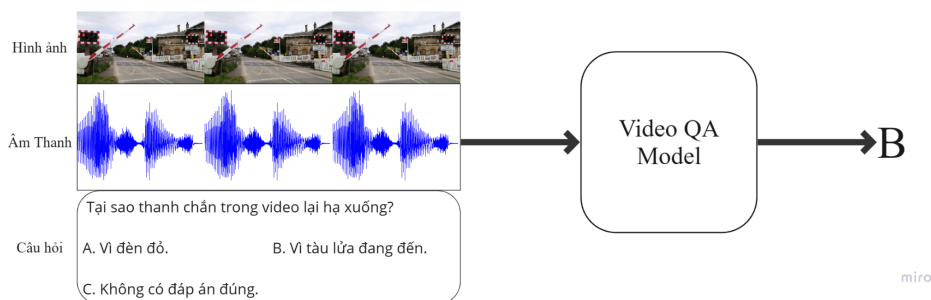 Hình ảnh
Âm Thanh
Video QA
Model
B
Tại sao thanh chắn trong video lại hạ xuống?
Câu hỏi
A. Vì đèn đỏ.
B. Vì tàu lửa đang đến.
C. Không có đáp án đúng.
miro